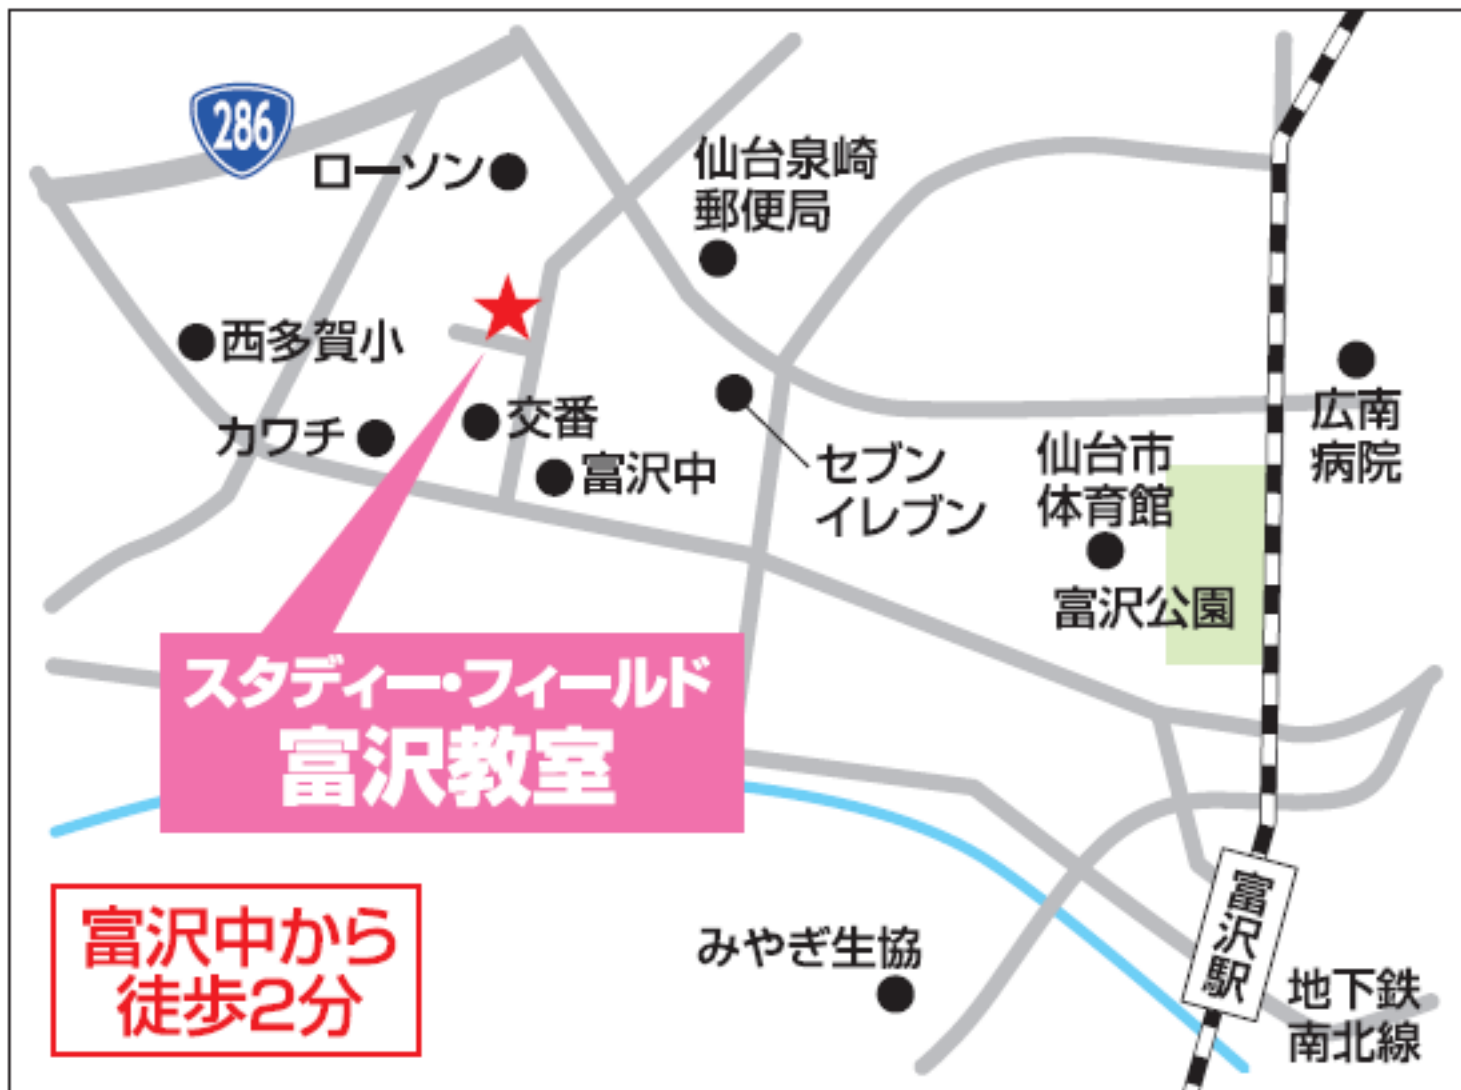 286
ローソン
仙台泉崎
郵便局
西多賀小
カワチ
交番
富沢中
セブン
イレブン
仙台市
体育館
富沢公園
広南
病院
スタディー・フィールド
富沢教室
富沢中から
徒歩2分
みやぎ生協
富沢駅
地下鉄
南北線